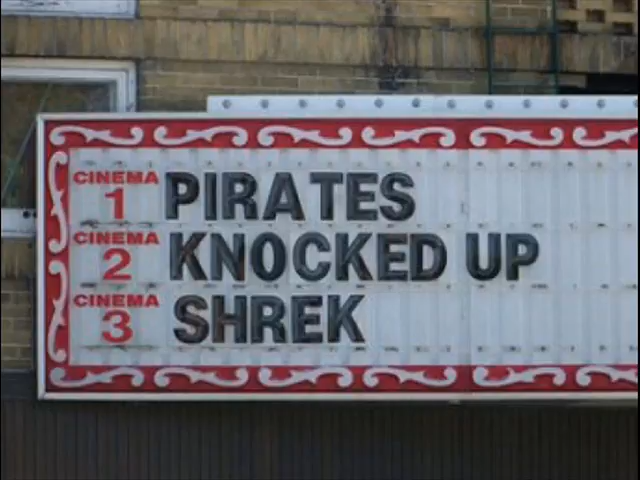 CINEMA 1 PIRATES
CINEMA 2 KNOCKED UP
CINEMA 3 SHREK